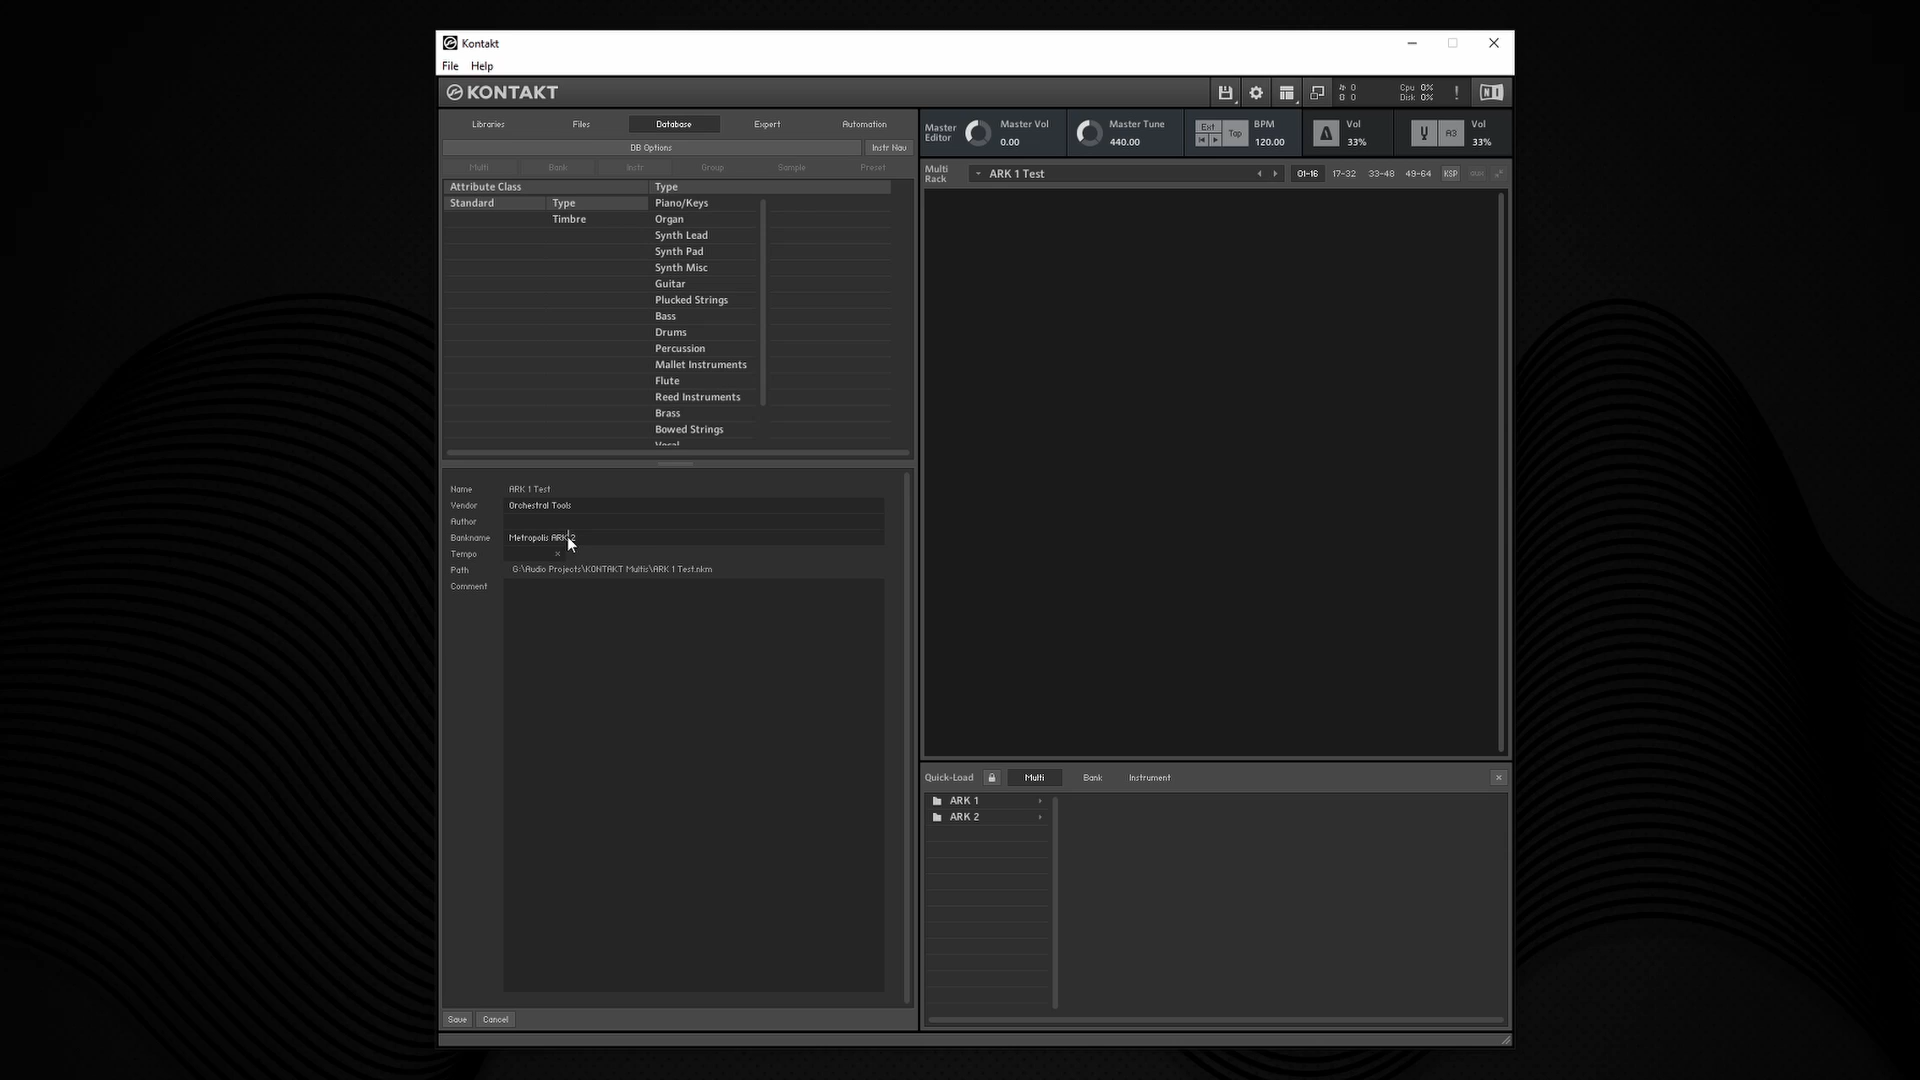 Kontakt
File Help
KONTAKT
0
0
Cpu 0%
Disk 0%
!
NI
Libraries Files Database Expert Automation
DB Options Instr Nav
Multi Bank Instr Group Sample Preset
Attribute Class Type
Standard Type Piano/Keys
Timbre Organ
Synth Lead
Synth Pad
Synth Misc
Guitar
Plucked Strings
Bass
Drums
Percussion
Mallet Instruments
Flute
Reed Instruments
Brass
Bowed Strings
Vocal
Name ARK 1 Test
Vendor Orchestral Tools
Author
Bankname Metropolis ARK 2
Tempo ×
Path G:\Audio Projects\KONTAKT Multis\ARK 1 Test.nkm
Comment
Save Cancel
Master
Editor
Master Vol
0.00
Master Tune
440.00
Ext
Tap
BPM
120.00
Vol
33%
A3
Vol
33%
Multi
Rack
ARK 1 Test
01-16 17-32 33-48 49-64 KSP
Quick-Load Multi Bank Instrument ×
ARK 1
ARK 2